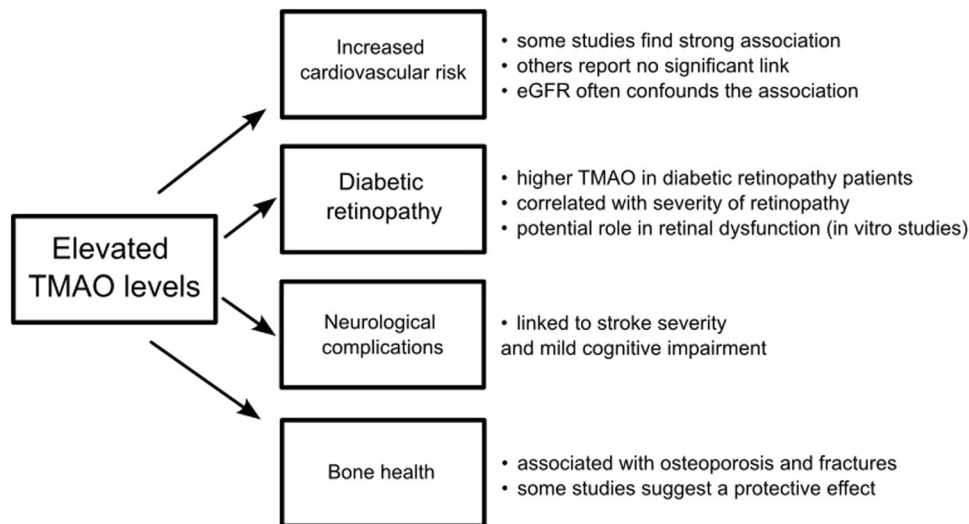 Increased
cardiovascular risk
• some studies find strong association
• others report no significant link
• eGFR often confounds the association
Diabetic
retinopathy
• higher TMAO in diabetic retinopathy patients
• correlated with severity of retinopathy
• potential role in retinal dysfunction (in vitro studies)
Elevated
TMAO levels
Neurological
complications
• linked to stroke severity
and mild cognitive impairment
Bone health
• associated with osteoporosis and fractures
• some studies suggest a protective effect